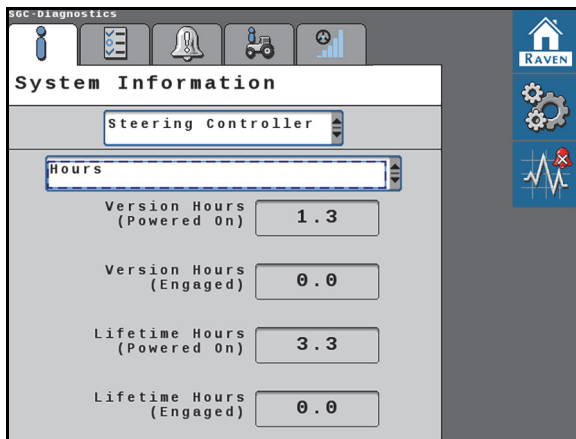 SGC-Diagnostics
RAVEN
System Information
Steering Controller
Hours
Version Hours
(Powered On)
1.3
Version Hours
(Engaged)
0.0
Lifetime Hours
(Powered On)
3.3
Lifetime Hours
(Engaged)
0.0